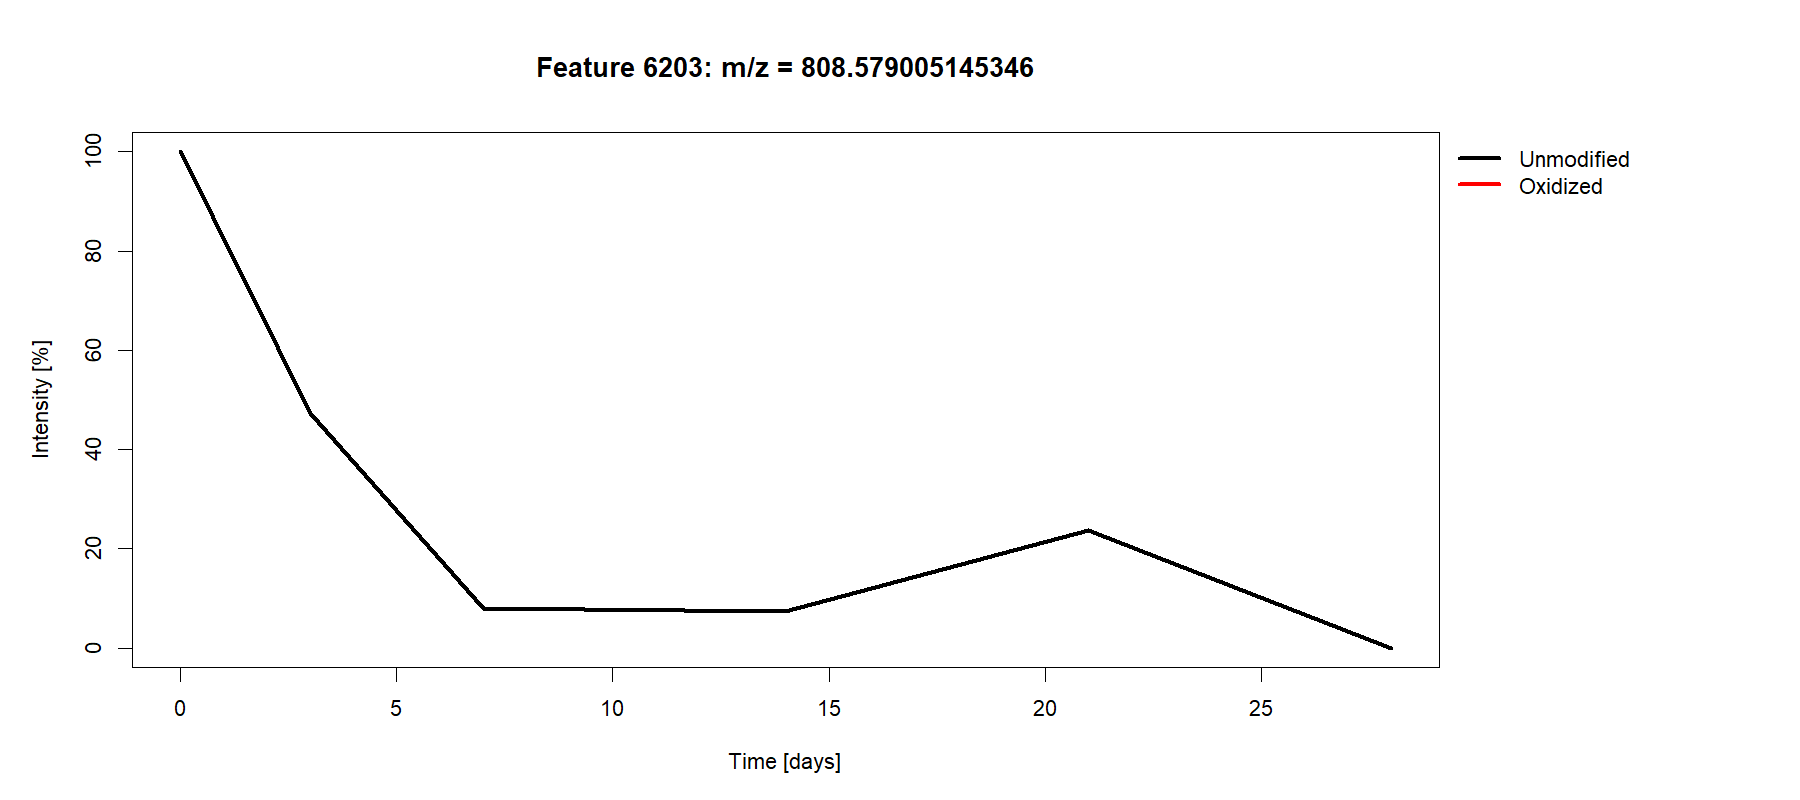 Feature 6203: m/z = 808.579005145346
Unmodified
Oxidized
Intensity [%]
100
80
60
40
20
0
0 5 10 15 20 25
Time [days]